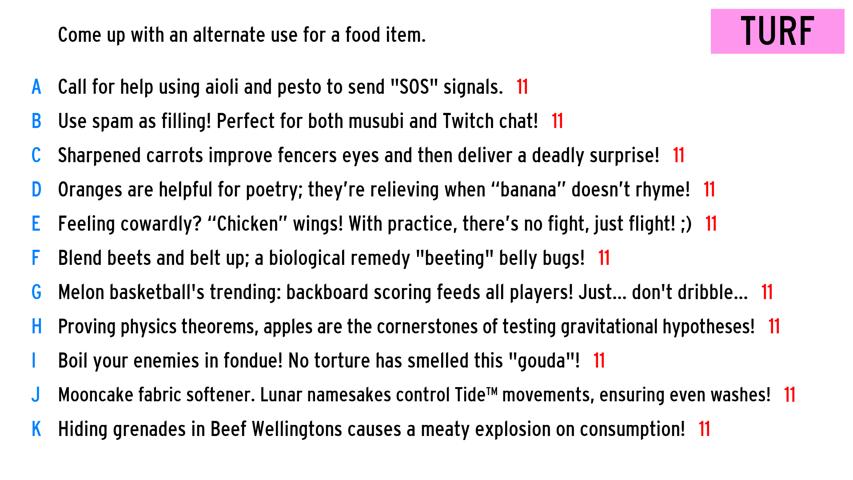 TURF
Come up with an alternate use for a food item.
A Call for help using aioli and pesto to send "SOS" signals. 11
B Use spam as filling! Perfect for both musubi and Twitch chat! 11
C Sharpened carrots improve fencers eyes and then deliver a deadly surprise! 11
D Oranges are helpful for poetry; they’re relieving when “banana” doesn’t rhyme! 11
E Feeling cowardly? “Chicken” wings! With practice, there’s no fight, just flight! ;) 11
F Blend beets and belt up; a biological remedy "beeting" belly bugs! 11
G Melon basketball's trending: backboard scoring feeds all players! Just... don't dribble... 11
H Proving physics theorems, apples are the cornerstones of testing gravitational hypotheses! 11
I Boil your enemies in fondue! No torture has smelled this "gouda"! 11
J Mooncake fabric softener. Lunar namesakes control Tide™ movements, ensuring even washes! 11
K Hiding grenades in Beef Wellingtons causes a meaty explosion on consumption! 11